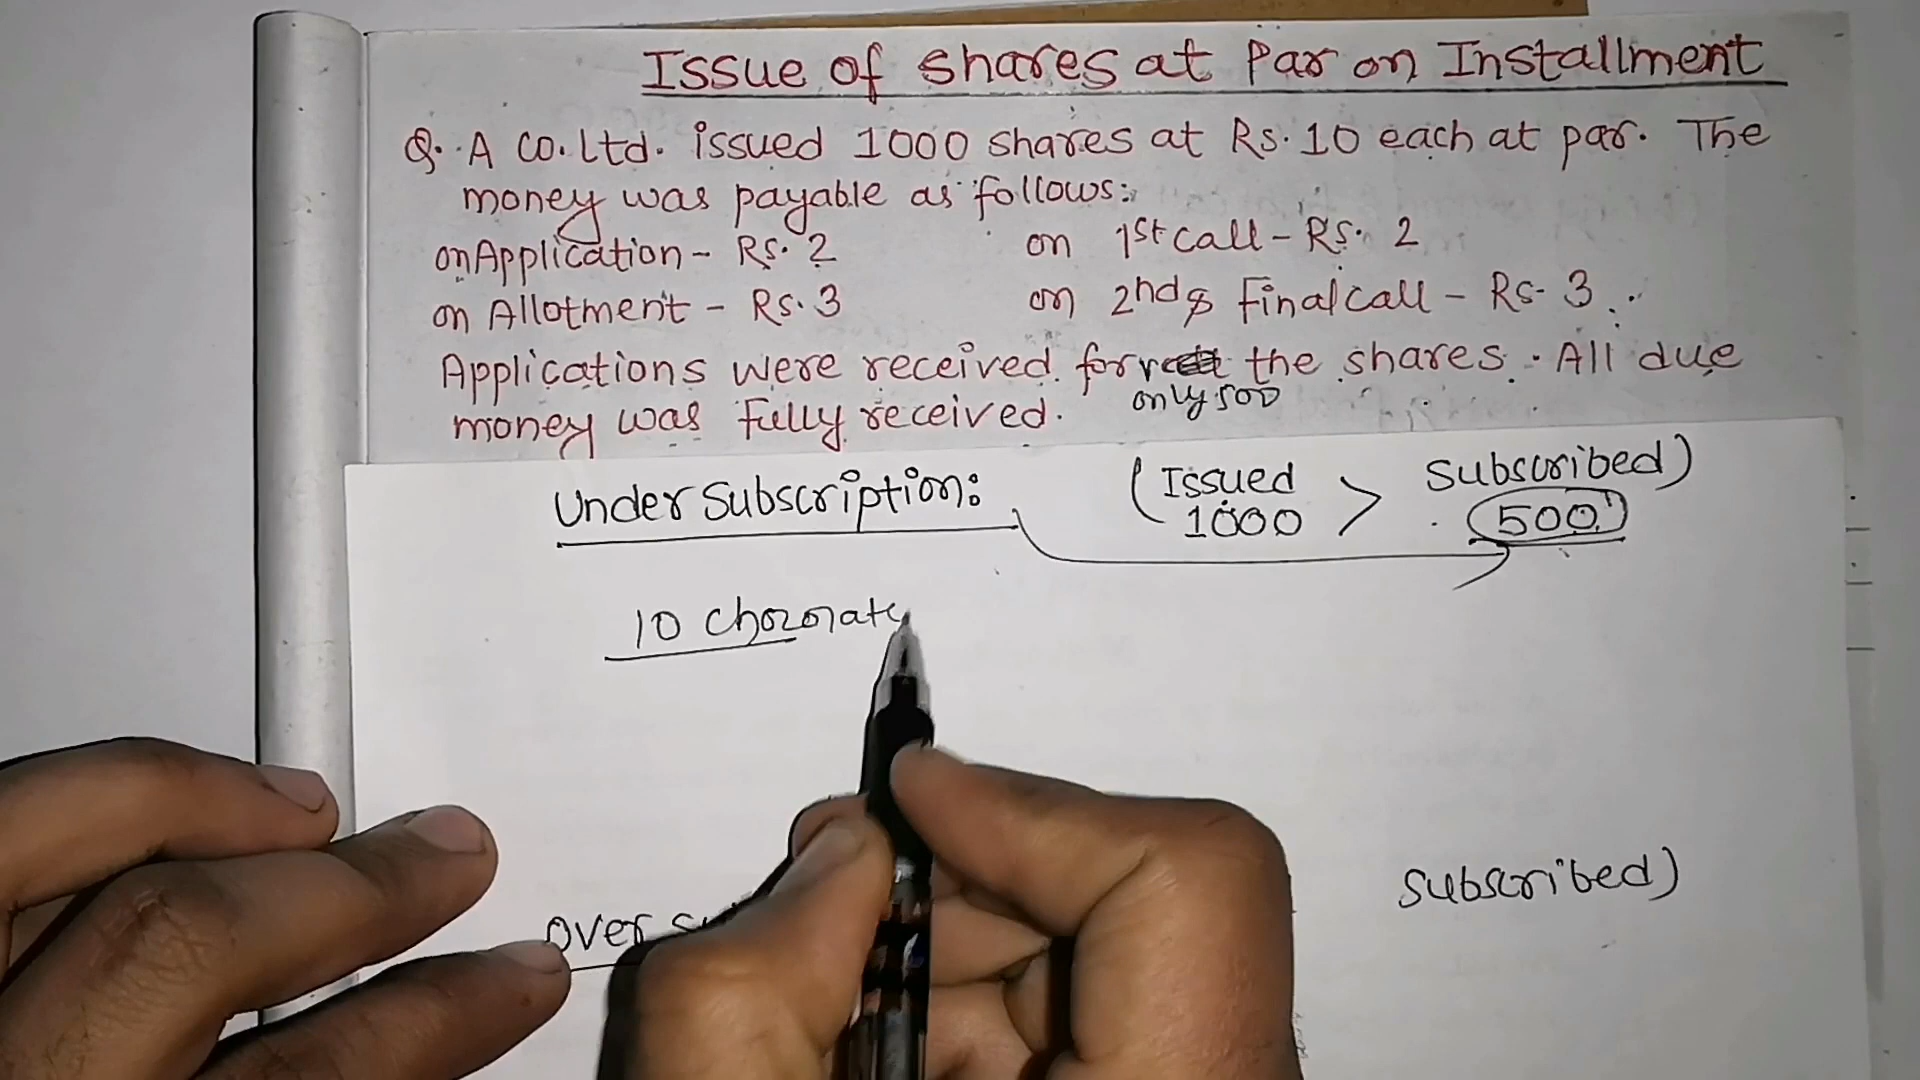 Issue of shares at Par on Installment
Q. A Co. Ltd. issued 1000 shares at Rs. 10 each at par. The
money was payable as follows:
on Application - Rs. 2 on 1st call - Rs. 2
on Allotment - Rs. 3 on 2nd & Final call - Rs. 3.
Applications were received for the shares. All due
only 500
money was fully received.
Under Subscription: (Issued > Subscribed)
1000 500
10
over
Subscribed)